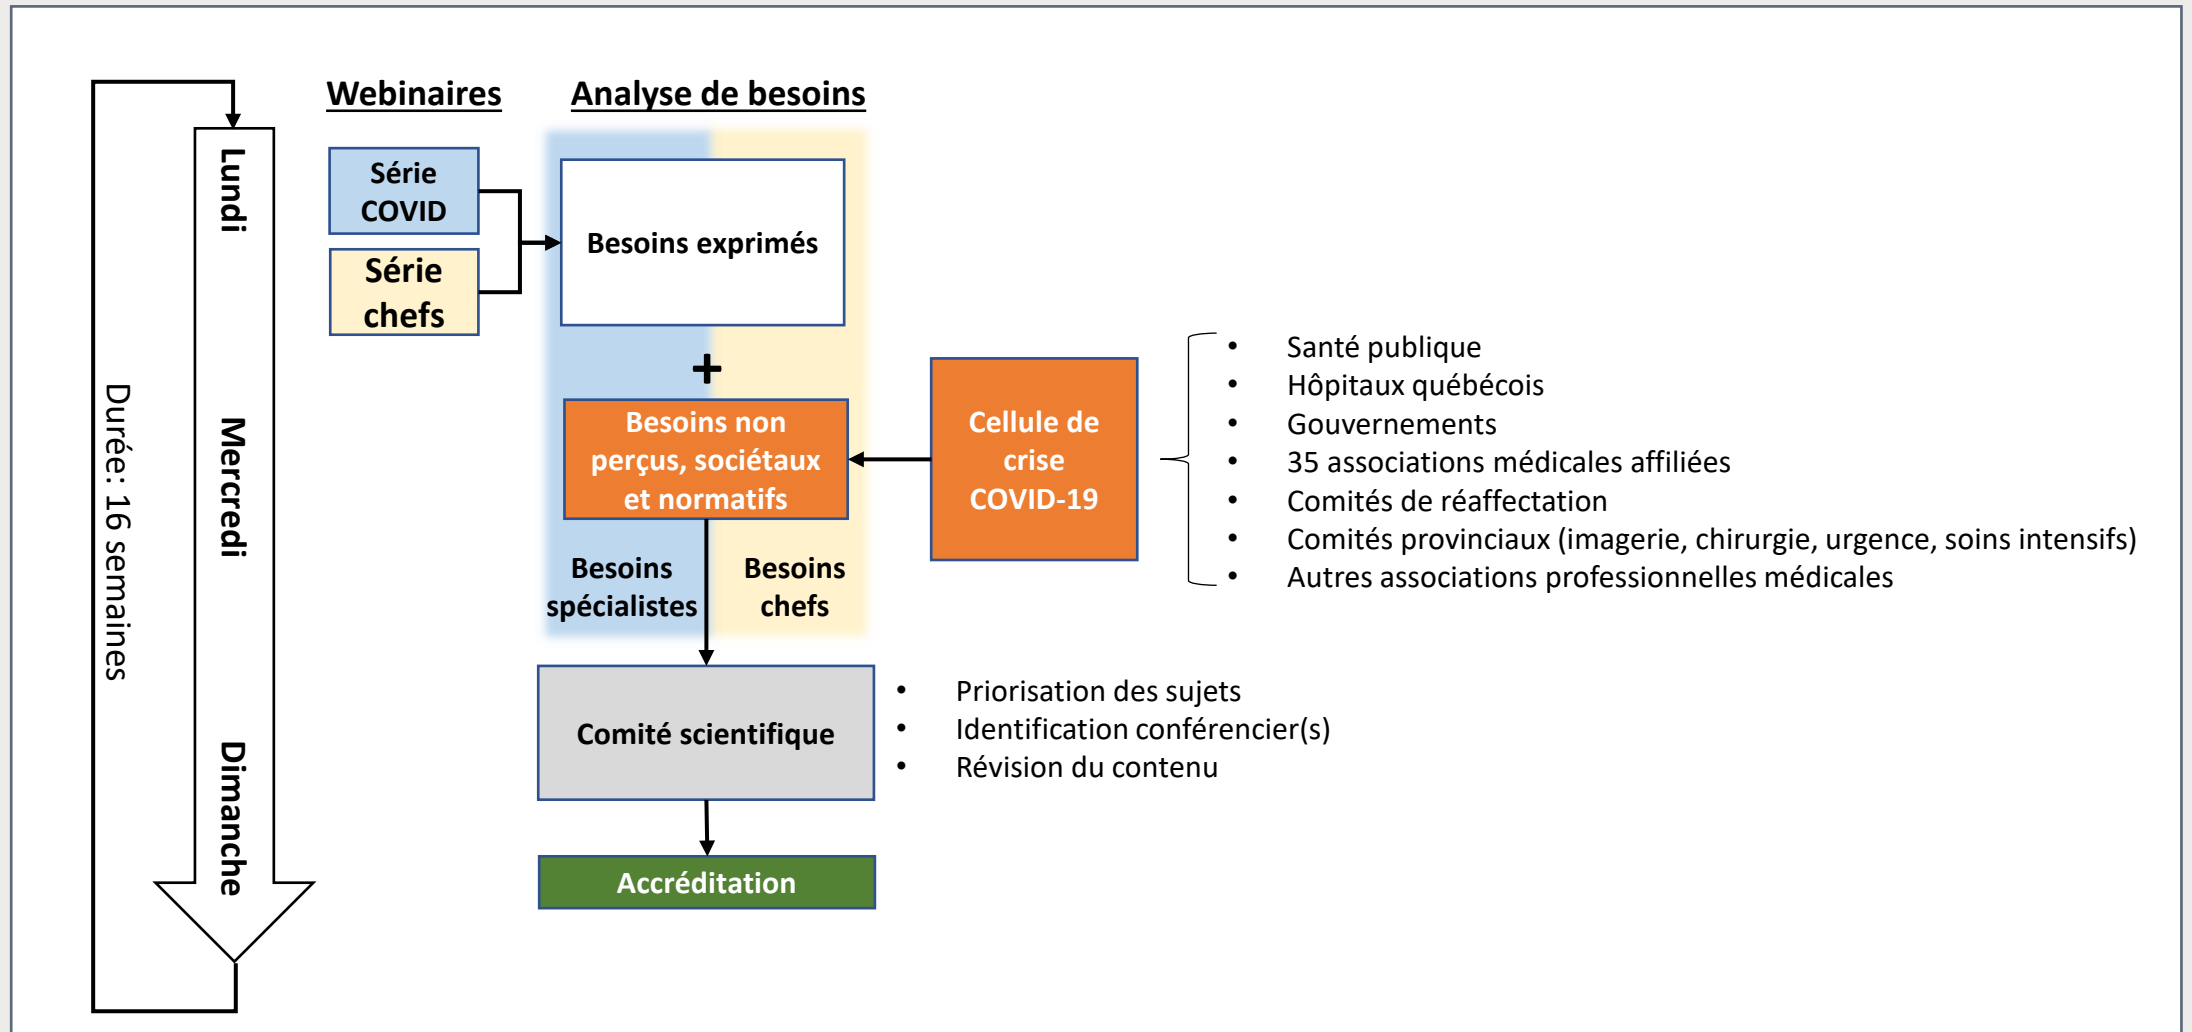 Webinaires
Analyse de besoins
Durée: 16 semaines
Lundi
Mercredi
Dimanche
Série
COVID
Série
chefs
Besoins exprimés
+
Besoins non
perçus, sociétaux
et normatifs
Besoins
spécialistes
Besoins
chefs
Cellule de
crise
COVID-19
• Santé publique
• Hôpitaux québécois
• Gouvernements
• 35 associations médicales affiliées
• Comités de réaffectation
• Comités provinciaux (imagerie, chirurgie, urgence, soins intensifs)
• Autres associations professionnelles médicales
Comité scientifique
• Priorisation des sujets
• Identification conférencier(s)
• Révision du contenu
Accréditation